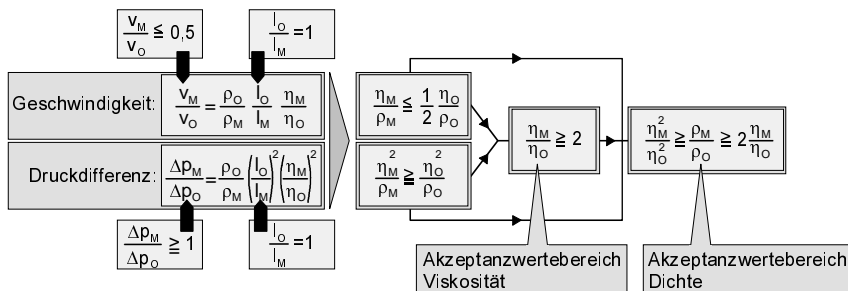 v_M/v_O ≦ 0,5
l_O/l_M =1
Geschwindigkeit: v_M/v_O = ρ_O/ρ_M l_O/l_M η_M/η_O
Druckdifferenz: Δp_M/Δp_O = ρ_O/ρ_M (l_O/l_M)² (η_M/η_O)²
Δp_M/Δp_O ≧ 1
l_O/l_M =1
η_M/ρ_M ≦ 1/2 η_O/ρ_O
η_M²/ρ_M ≧ η_O²/ρ_O
η_M/η_O ≧ 2
η_M²/η_O² ≧ ρ_M/ρ_O ≧ 2 η_M/η_O
Akzeptanzwertebereich
Viskosität
Akzeptanzwertebereich
Dichte